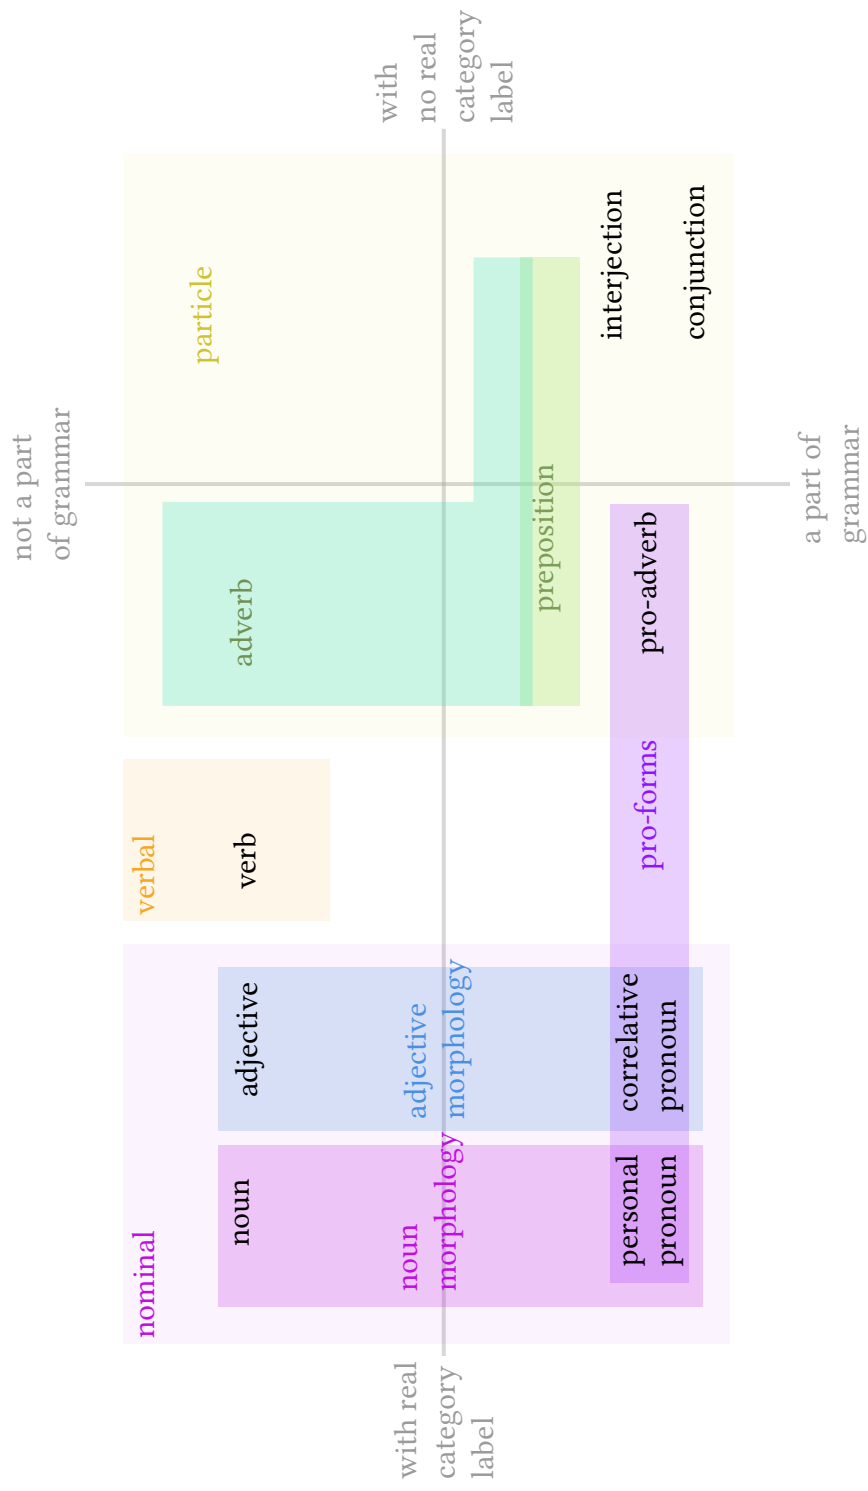 not a part
of grammar
with real
category
label
with
no real
category
label
a part of
grammar
nominal
noun
noun
morphology
personal
pronoun
adjective
adjective
morphology
correlative
pronoun
verbal
verb
pro-forms
adverb
preposition
pro-adverb
particle
interjection
conjunction